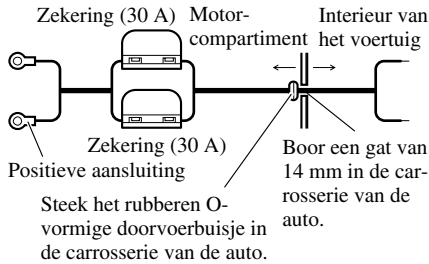 Zekering (30 A)
Motor-
compartiment
Interieur van
het voertuig
Zekering (30 A)
Positieve aansluiting
Boor een gat van
14 mm in de car-
rosserie van de
auto.
Steek het rubberen O-
vormige doorvoerbuisje in
de carrosserie van de auto.